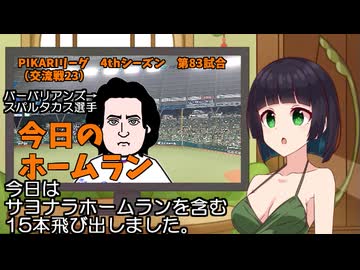 PIKARIリーグ 4thシーズン 第83試合
(交流戦23)
バーバリアンズ→
スパルタカス選手
今日の
ホームラン
今日は
サヨナラホームランを含む
15本飛び出しました。